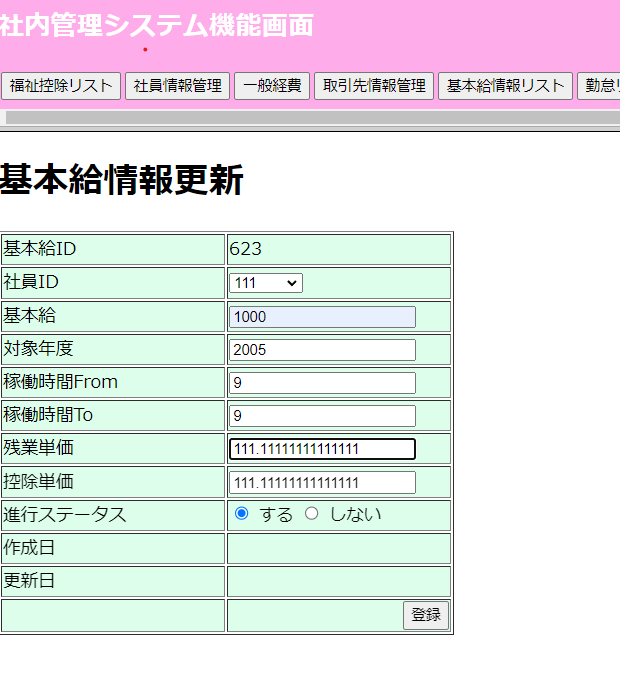 社内管理システム機能画面
福祉控除リスト 社員情報管理 一般経費 取引先情報管理 基本給情報リスト 勤怠
基本給情報更新
基本給ID 623
社員ID 111
基本給 1000
対象年度 2005
稼働時間From 9
稼働時間To 9
残業単価 111.11111111111111
控除単価 111.11111111111111
進行ステータス する しない
作成日
更新日
登録